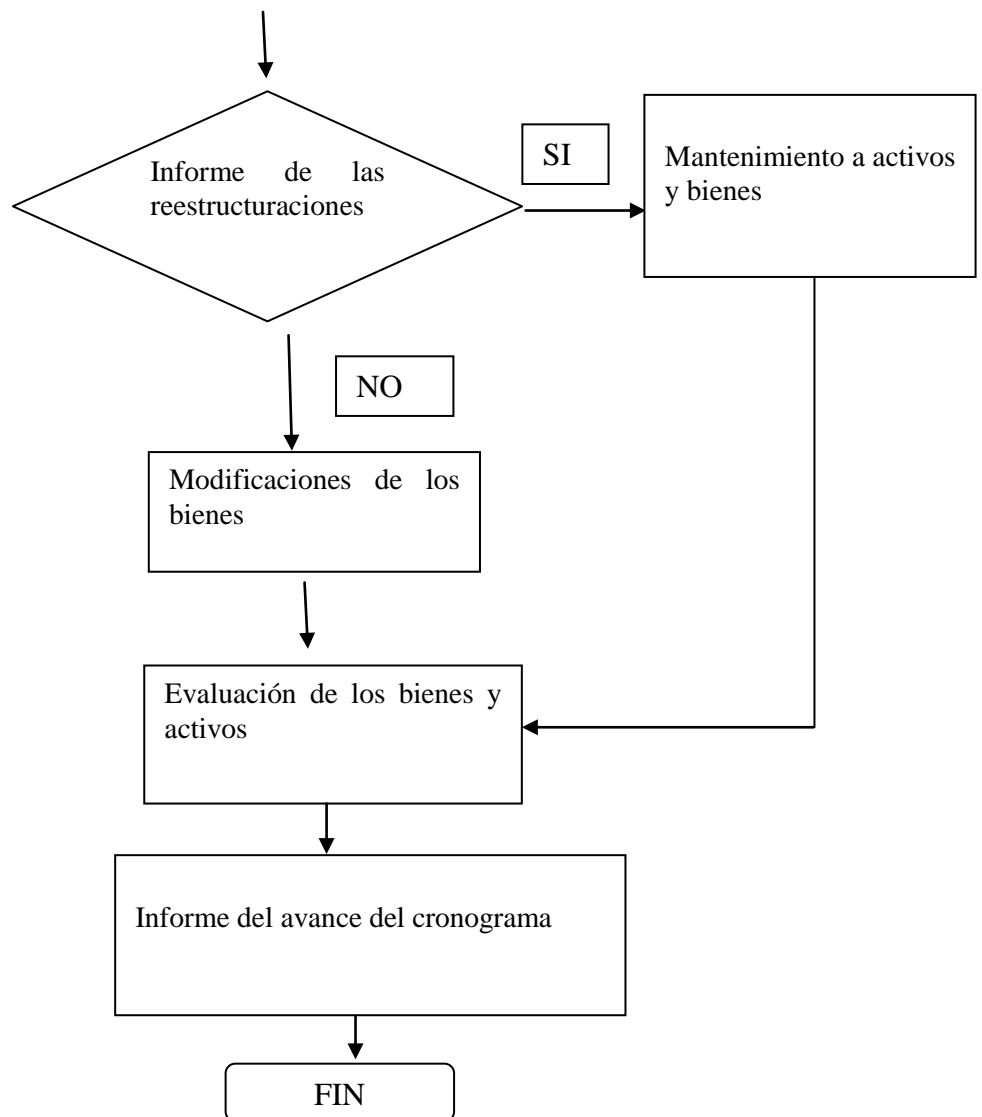 Informe de las
reestructuraciones
SI
Mantenimiento a activos
y bienes
NO
Modificaciones de los
bienes
Evaluación de los bienes y
activos
Informe del avance del cronograma
FIN